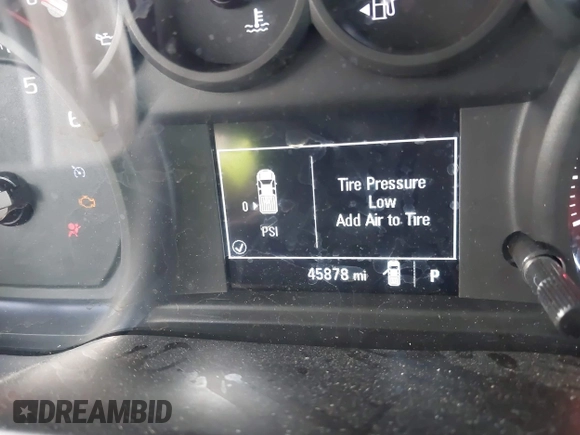 5
6
Tire Pressure
Low
Add Air to Tire
0
PSI
45878 mi
P
DREAMBID